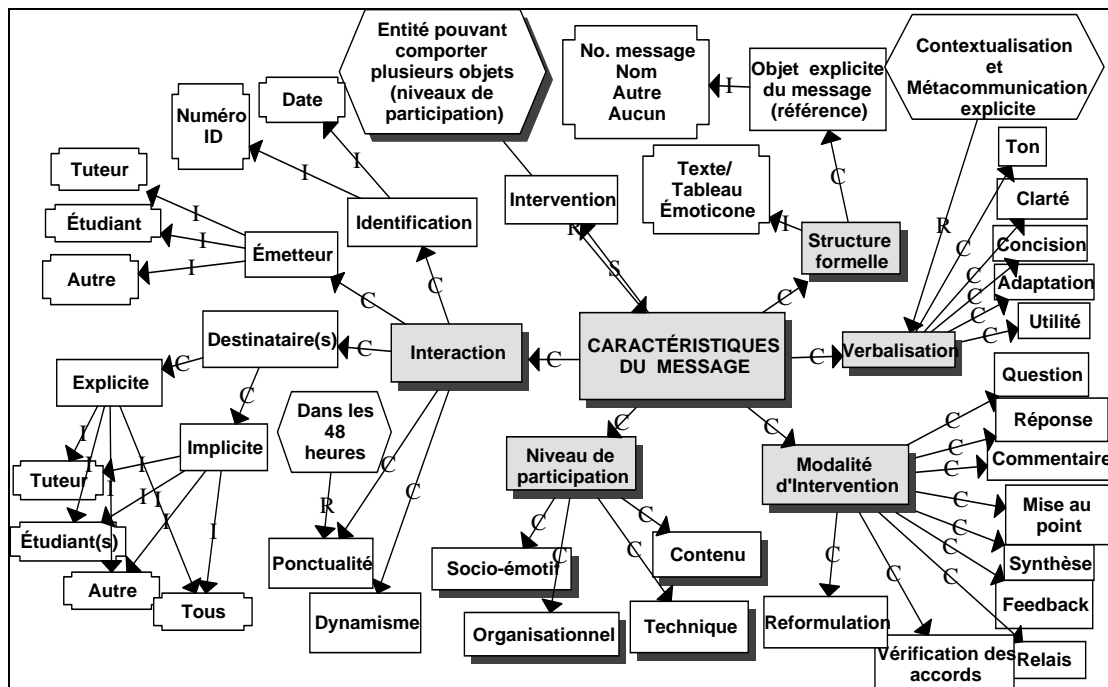 Entité pouvant
comporter
plusieurs objets
(niveaux de
participation)
No. message
Nom
Autre
Aucun
I
Objet explicite
du message
(référence)
Contextualisation
et
Métacommunication
explicite
Numéro
ID
Date
I
I
Tuteur
Étudiant
Autre
I
I
I
Émetteur
Identification
Intervention
R
S
Texte/
Tableau
Émoticone
I
C
Structure
formelle
R
C
C
C
C
C
Ton
Clarté
Concision
Adaptation
Utilité
Verbalisation
C
C
C
C
Destinataire(s)
C
Interaction
C
CARACTÉRISTIQUES
DU MESSAGE
C
C
C
C
Explicite
Implicite
I
I
I
I
I
I
I
I
Tuteur
Étudiant(s)
Autre
Tous
Dans les
48
heures
R
C
C
Ponctualité
Dynamisme
Niveau de
participation
C
C
C
C
Socio-émotif
Organisationnel
Technique
Contenu
Modalité
d'Intervention
C
C
C
C
C
C
C
C
C
Question
Réponse
Commentaire
Mise au
point
Synthèse
Feedback
Relais
Vérification des
accords
Reformulation